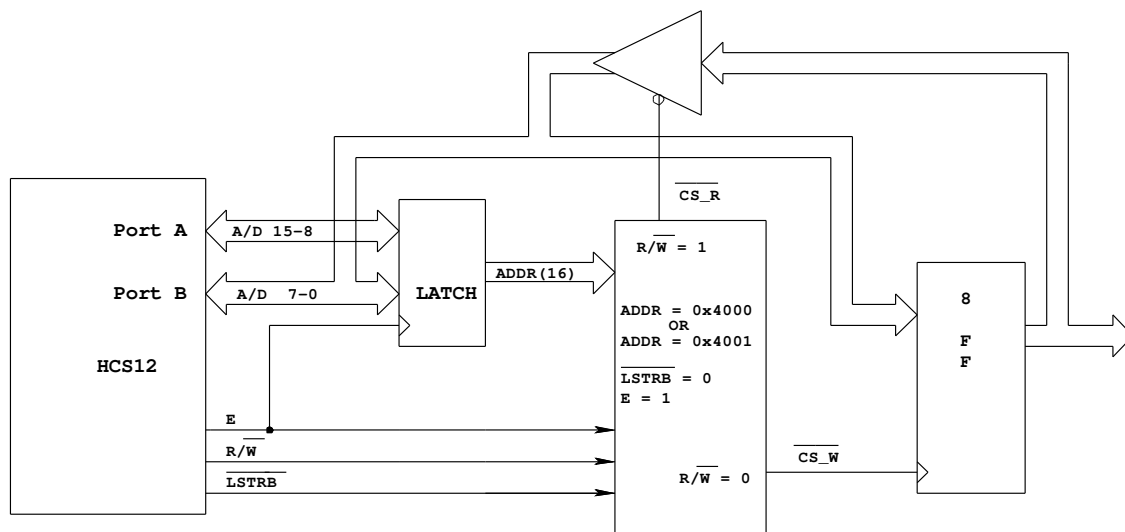 CS_R
Port A
A/D 15-8
R/W = 1
Port B
A/D 7-0
LATCH
ADDR(16)
8
F
F
ADDR = 0x4000
OR
ADDR = 0x4001
HCS12
LSTRB = 0
E = 1
E
R/W
CS_W
LSTRB
R/W = 0